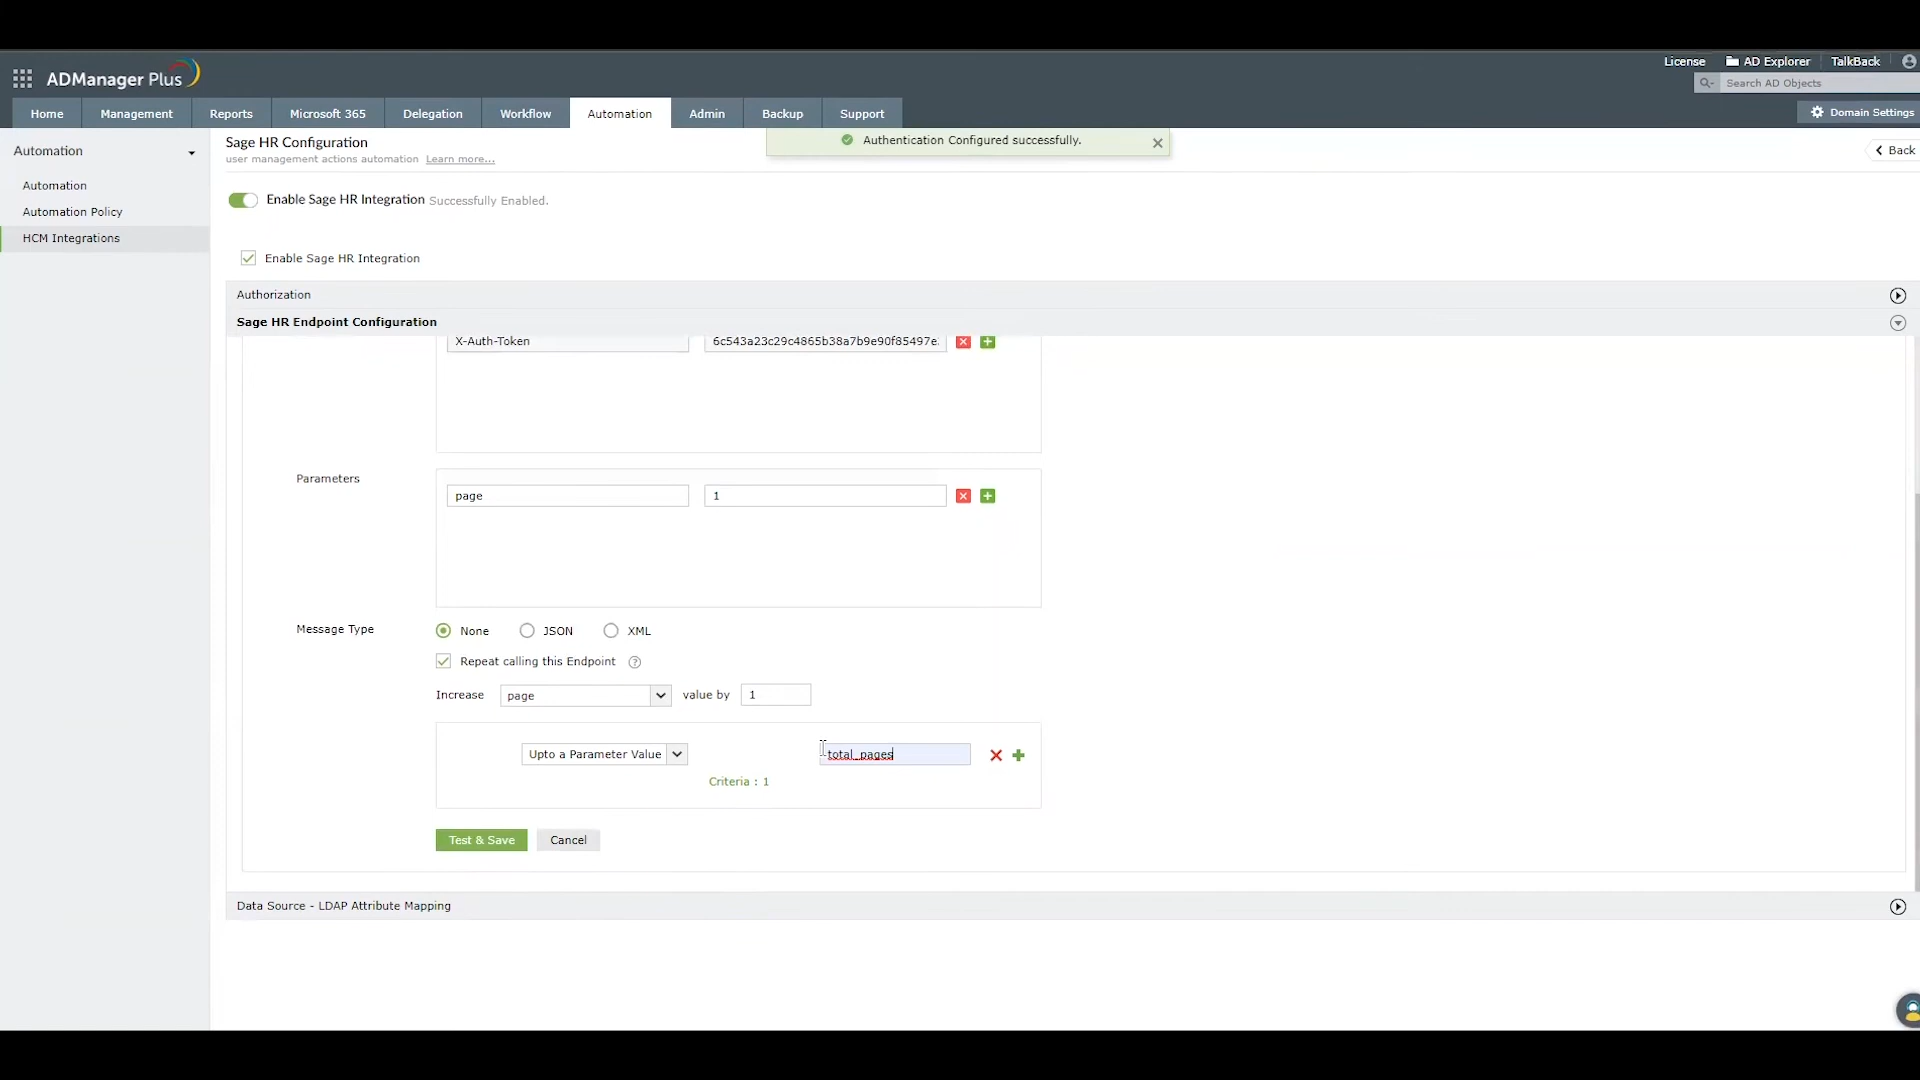 License
AD Explorer
TalkBack
ADManager Plus
Search AD Objects
Home
Management
Reports
Microsoft 365
Delegation
Workflow
Automation
Admin
Backup
Support
Domain Settings
Automation
Automation
Automation Policy
HCM Integrations
Sage HR Configuration
user management actions automation Learn more...
Authentication Configured successfully.
Back
Enable Sage HR Integration Successfully Enabled.
Enable Sage HR Integration
Authorization
Sage HR Endpoint Configuration
X-Auth-Token
6c543a23c29c4865b38a7b9e90f85497e.
Parameters
page
1
Message Type
None
JSON
XML
Repeat calling this Endpoint ?
Increase page value by 1
Upto a Parameter Value
total_pages
Criteria : 1
Test & Save
Cancel
Data Source - LDAP Attribute Mapping